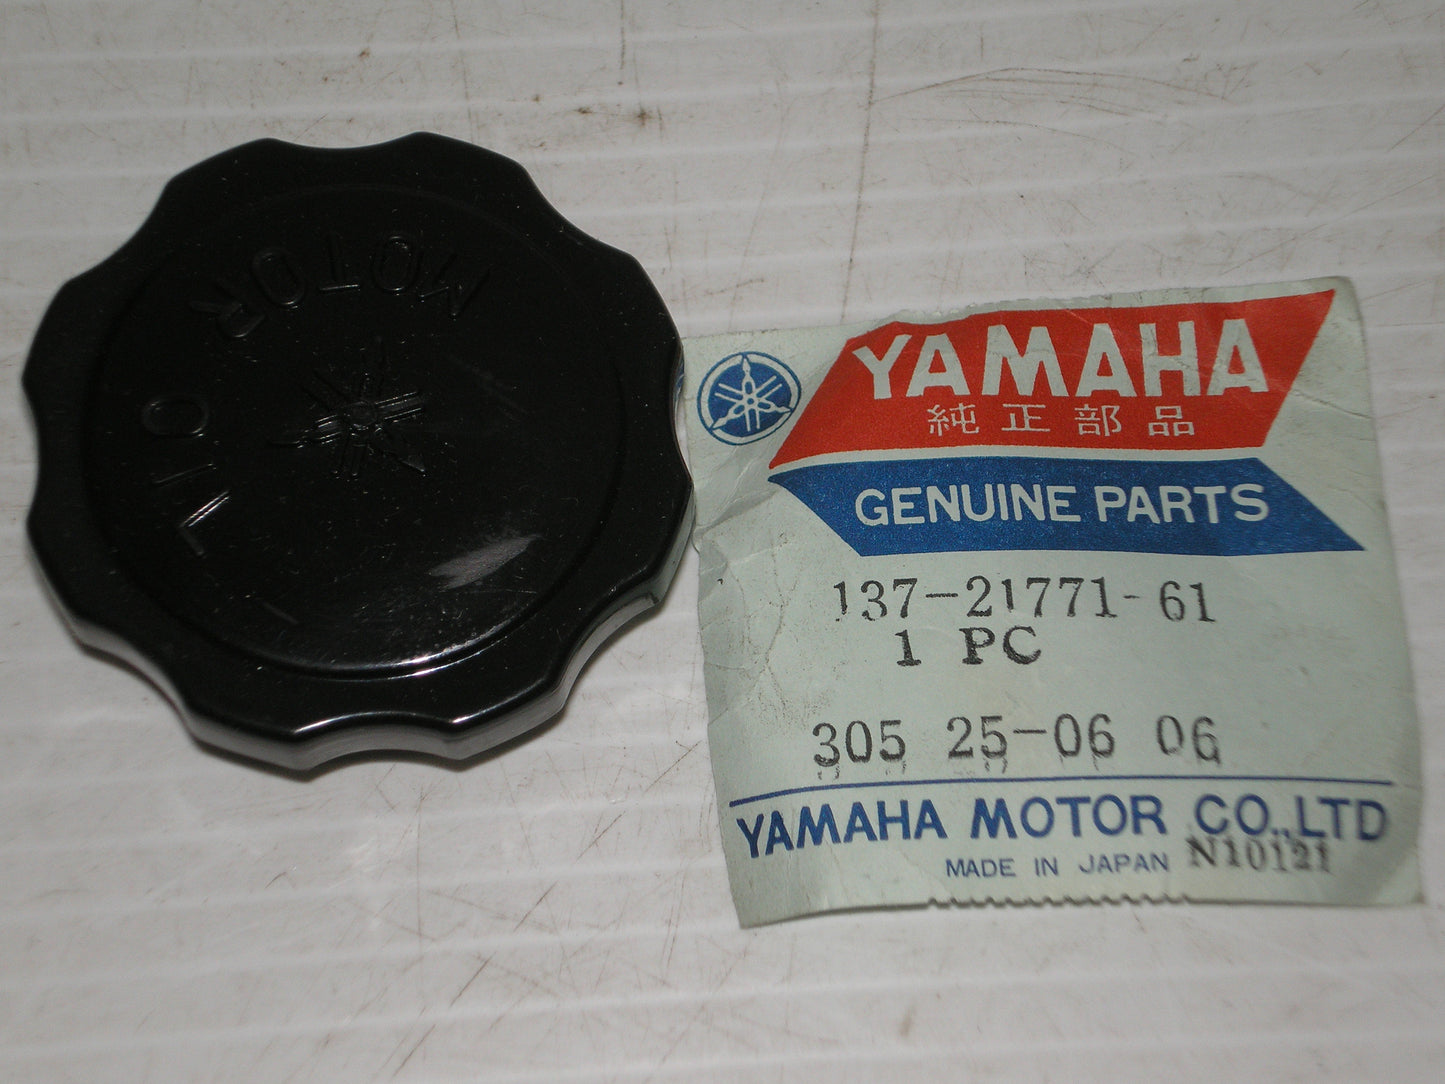 MOTOR OIL
YAMAHA
純正部品
GENUINE PARTS
137-21771-61
1 PC
305 25-06 06
YAMAHA MOTOR CO.,LTD
MADE IN JAPAN N10121